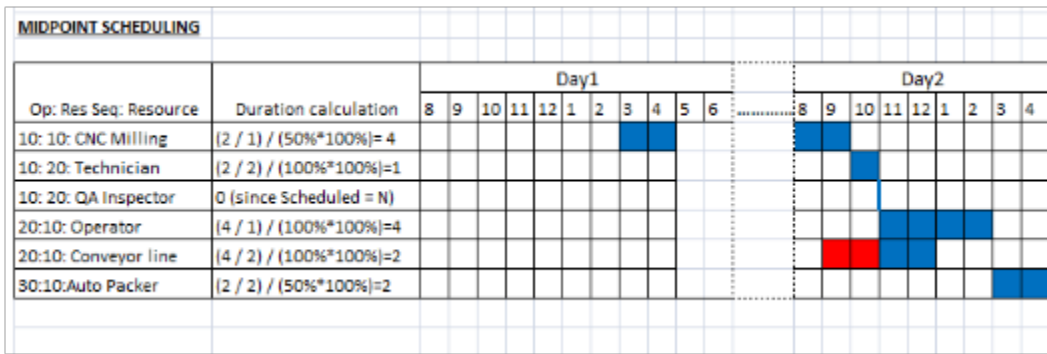 MIDPOINT SCHEDULING
Day1 Day2
Op: Res Seq: Resource Duration calculation 8 9 10 11 12 1 2 3 4 5 6 ............... 8 9 10 11 12 1 2 3 4
10: 10: CNC Milling (2 / 1) / (50%*100%)= 4
10: 20: Technician (2 / 2) / (100%*100%)=1
10: 20: QA Inspector 0 (since Scheduled = N)
20:10: Operator (4 / 1) / (100%*100%)=4
20:10: Conveyor line (4 / 2) / (100%*100%)=2
30:10:Auto Packer (2 / 2) / (50%*100%)=2